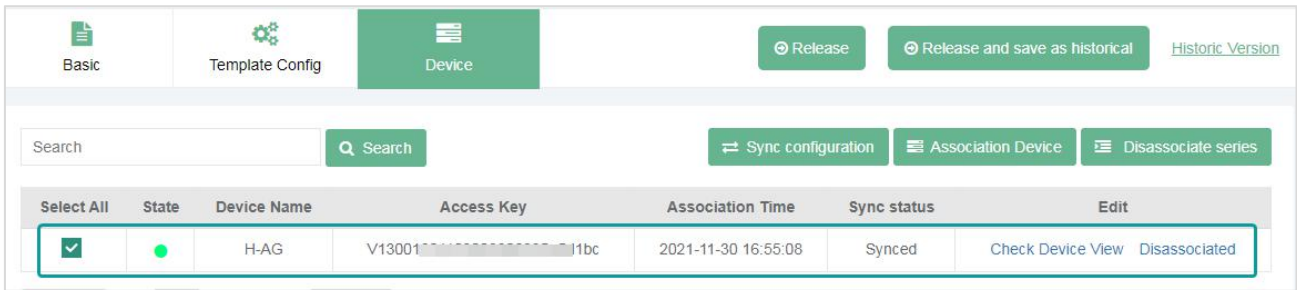 Basic
Template Config
Device
Release
Release and save as historical
Historic Version
Search
Search
Sync configuration
Association Device
Disassociate series
Select All State Device Name Access Key Association Time Sync status Edit
H-AG 2021-11-30 16:55:08 Synced Check Device View Disassociated